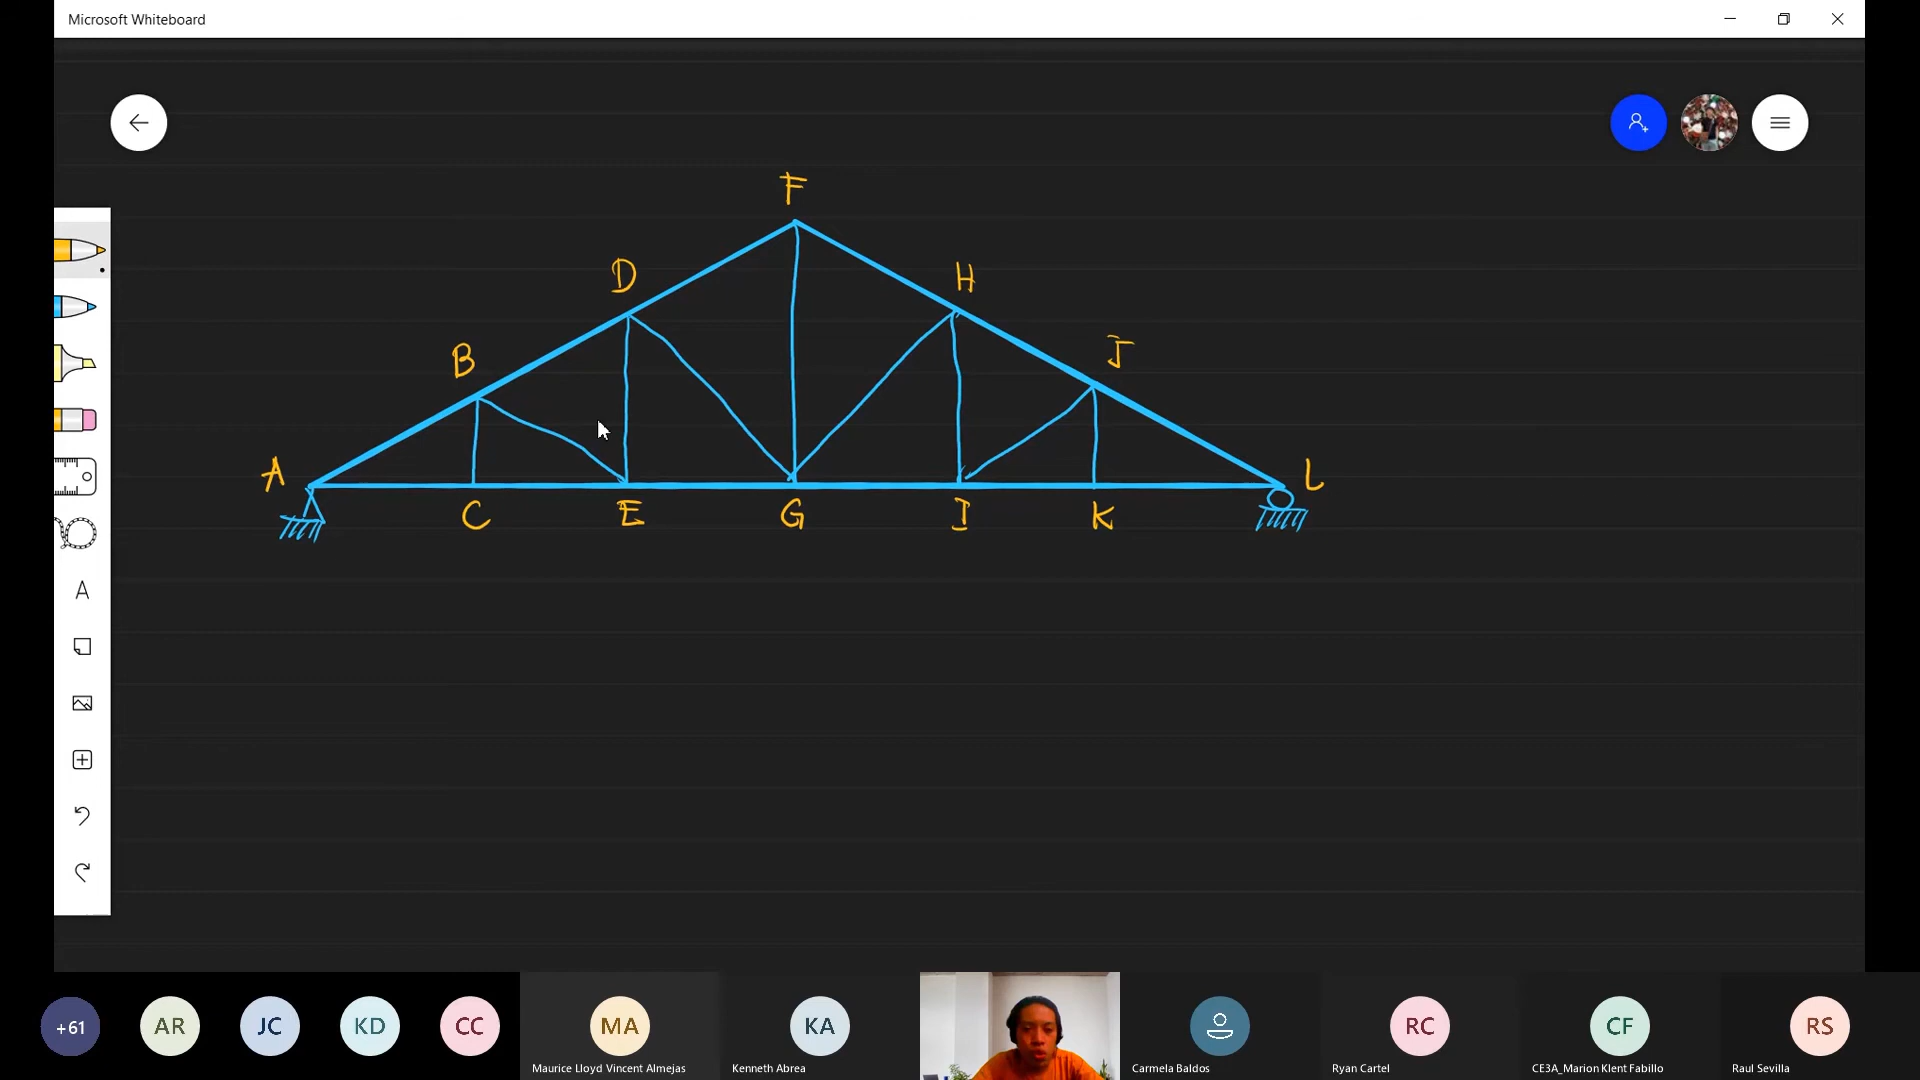 Microsoft Whiteboard
F
D
H
B
J
A
L
C E G I K
A
+61 AR JC KD CC MA KA RC CF RS
Maurice Lloyd Vincent Almejas Kenneth Abrea Carmela Baldos Ryan Cartel CE3A_Marion Klent Fabillo Raul Sevilla